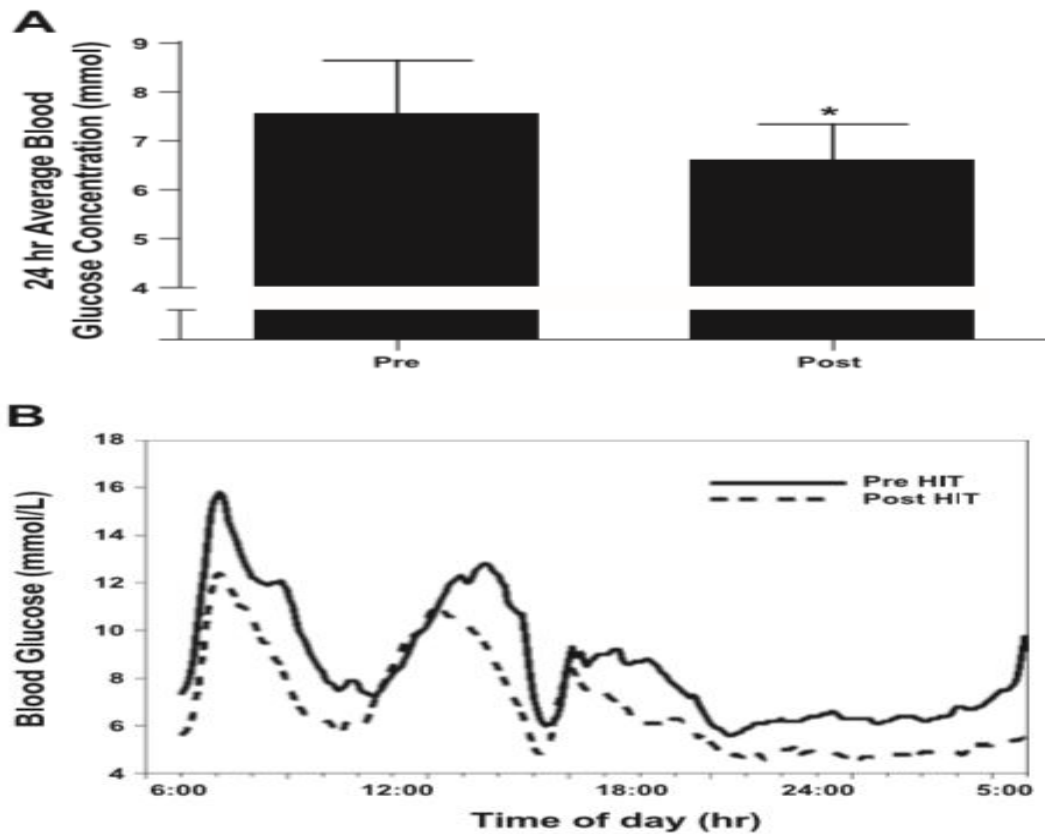 A
24 hr Average Blood
Glucose Concentration (mmol)
9
8
7
6
5
4
*
Pre Post
B
Blood Glucose (mmol/L)
18
16
14
12
10
8
6
4
Pre HIT
Post HIT
6:00 12:00 18:00 24:00 5:00
Time of day (hr)